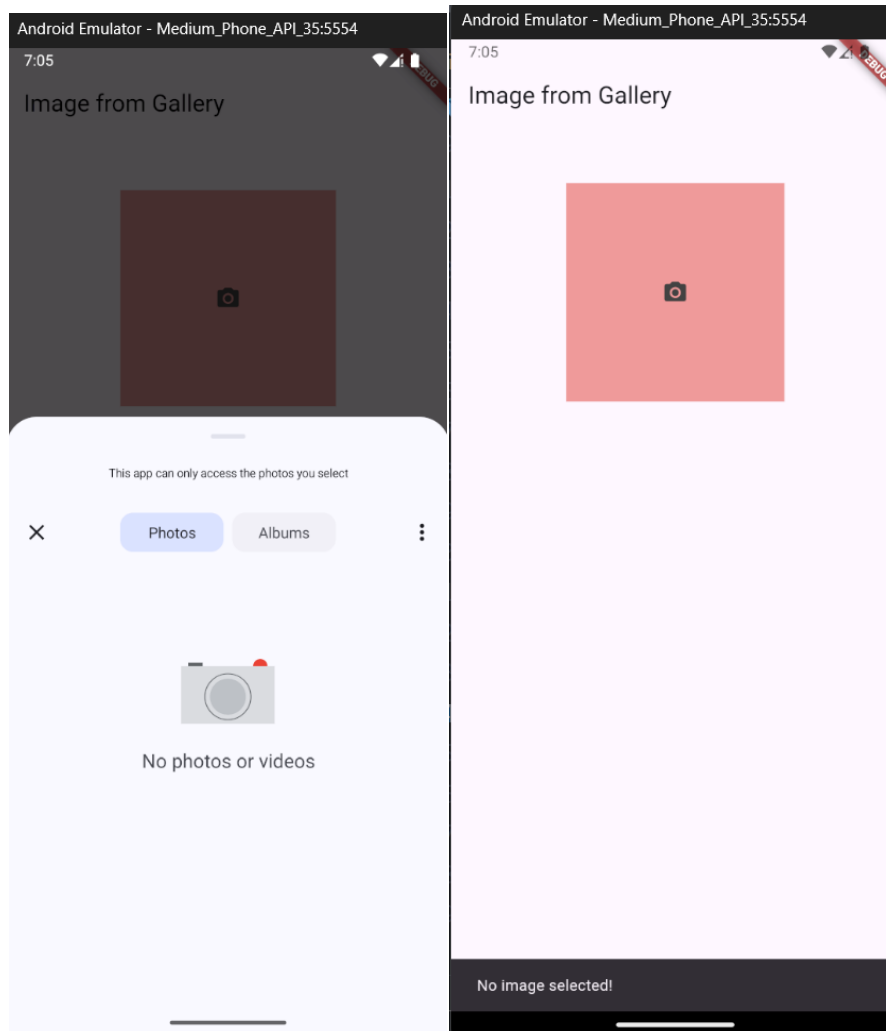 Android Emulator - Medium_Phone_API_35:5554
7:05
DEBUG
Image from Gallery
This app can only access the photos you select
Photos
Albums
No photos or videos
Android Emulator - Medium_Phone_API_35:5554
7:05
DEBUG
Image from Gallery
No image selected!